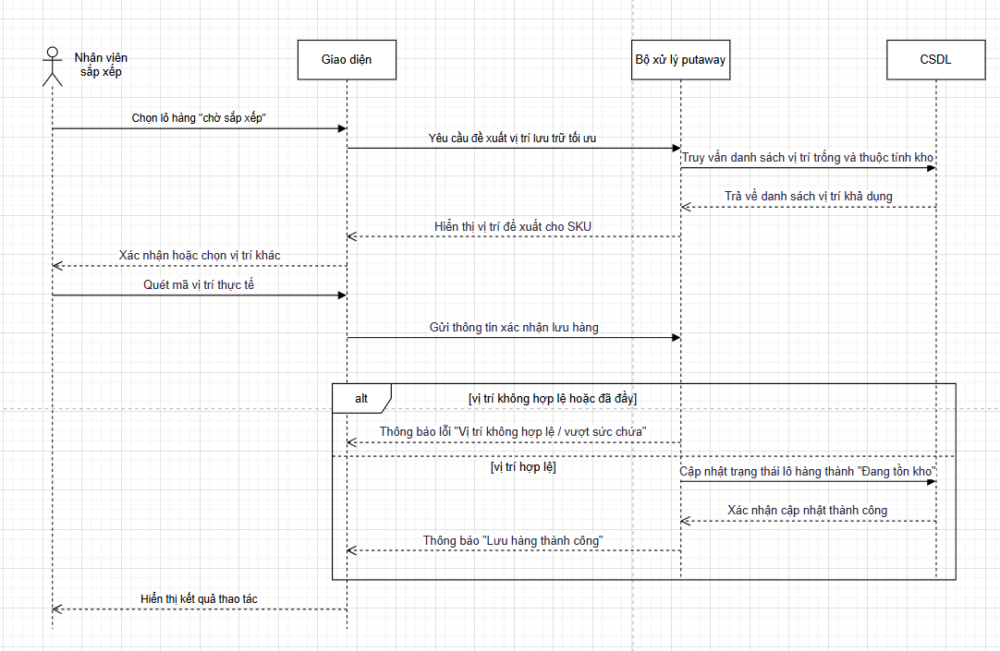 Nhân viên
sắp xếp
Giao diện
Bộ xử lý putaway
CSDL
Chọn lô hàng "chờ sắp xếp"
Yêu cầu đề xuất vị trí lưu trữ tối ưu
Truy vấn danh sách vị trí trống và thuộc tính kho
Trả về danh sách vị trí khả dụng
Hiển thị vị trí đề xuất cho SKU
Xác nhận hoặc chọn vị trí khác
Quét mã vị trí thực tế
Gửi thông tin xác nhận lưu hàng
alt
[vị trí không hợp lệ hoặc đã đầy]
Thông báo lỗi "Vị trí không hợp lệ / vượt sức chứa"
[vị trí hợp lệ]
Cập nhật trạng thái lô hàng thành "Đang tồn kho"
Xác nhận cập nhật thành công
Thông báo "Lưu hàng thành công"
Hiển thị kết quả thao tác